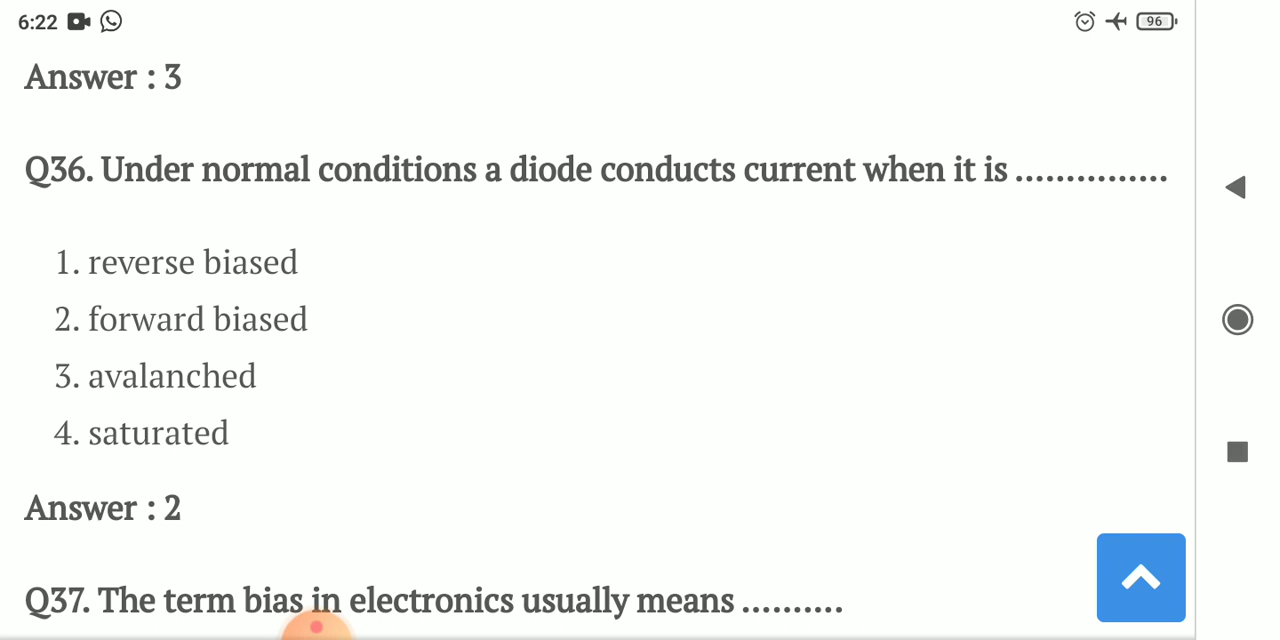 6:22
96
Answer : 3
Q36. Under normal conditions a diode conducts current when it is ...............
1. reverse biased
2. forward biased
3. avalanched
4. saturated
Answer : 2
Q37. The term bias in electronics usually means ..........